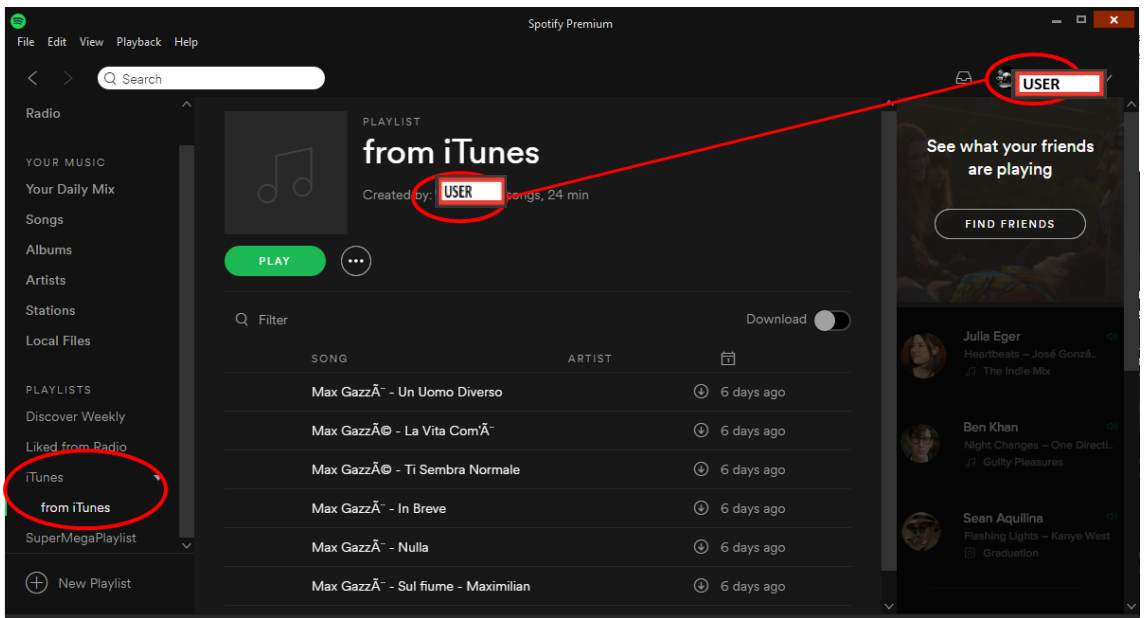 Spotify Premium
File Edit View Playback Help
Search
USER
Radio
YOUR MUSIC
Your Daily Mix
Songs
Albums
Artists
Stations
Local Files
PLAYLISTS
Discover Weekly
Liked from Radio
iTunes
from iTunes
SuperMegaPlaylist
New Playlist
PLAYLIST
from iTunes
Created by: USER songs, 24 min
PLAY
Filter
Download
SONG ARTIST
Max GazzÃ¨ - Un Uomo Diverso 6 days ago
Max GazzÃ© - La Vita Com'Ã¨ 6 days ago
Max GazzÃ© - Ti Sembra Normale 6 days ago
Max GazzÃ¨ - In Breve 6 days ago
Max GazzÃ¨ - Nulla 6 days ago
Max GazzÃ¨ - Sul fiume - Maximilian 6 days ago
See what your friends
are playing
FIND FRIENDS
Julia Eger
Heartbeats – José Gonzá..
The Indie Mix
Ben Khan
Night Changes – One Directi..
Guilty Pleasures
Sean Aquilina
Flashing Lights – Kanye West
Graduation